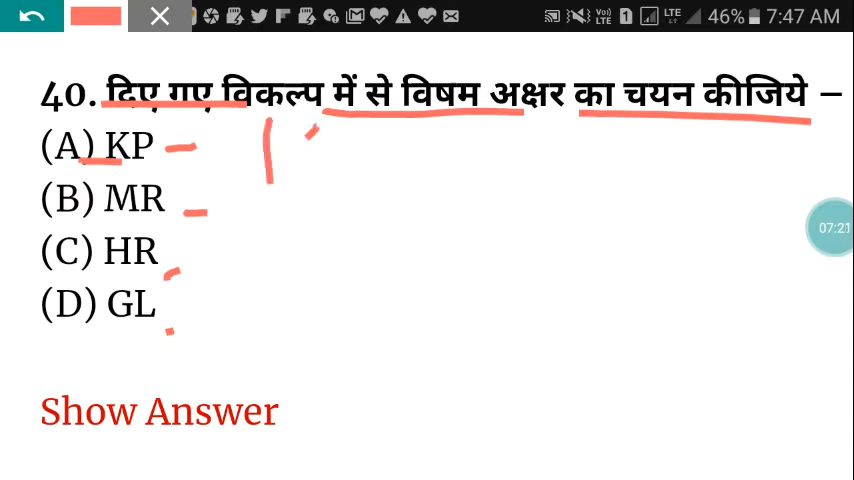 46% 7:47 AM
40. दिए गए विकल्प में से विषम अक्षर का चयन कीजिये –
(A) KP
(B) MR
(C) HR
(D) GL
07:21
Show Answer